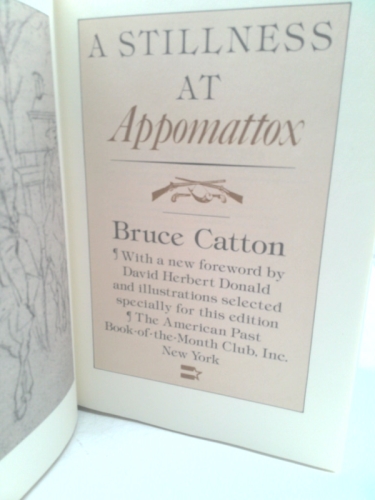 A STILLNESS
AT
Appomattox
Bruce Catton
¶ With a new foreword by
David Herbert Donald
and illustrations selected
specially for this edition
¶ The American Past
Book-of-the-Month Club, Inc.
New York